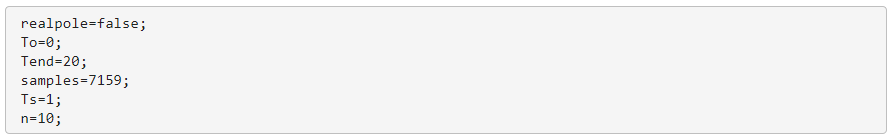 realpole=false;
To=0;
Tend=20;
samples=7159;
Ts=1;
n=10;